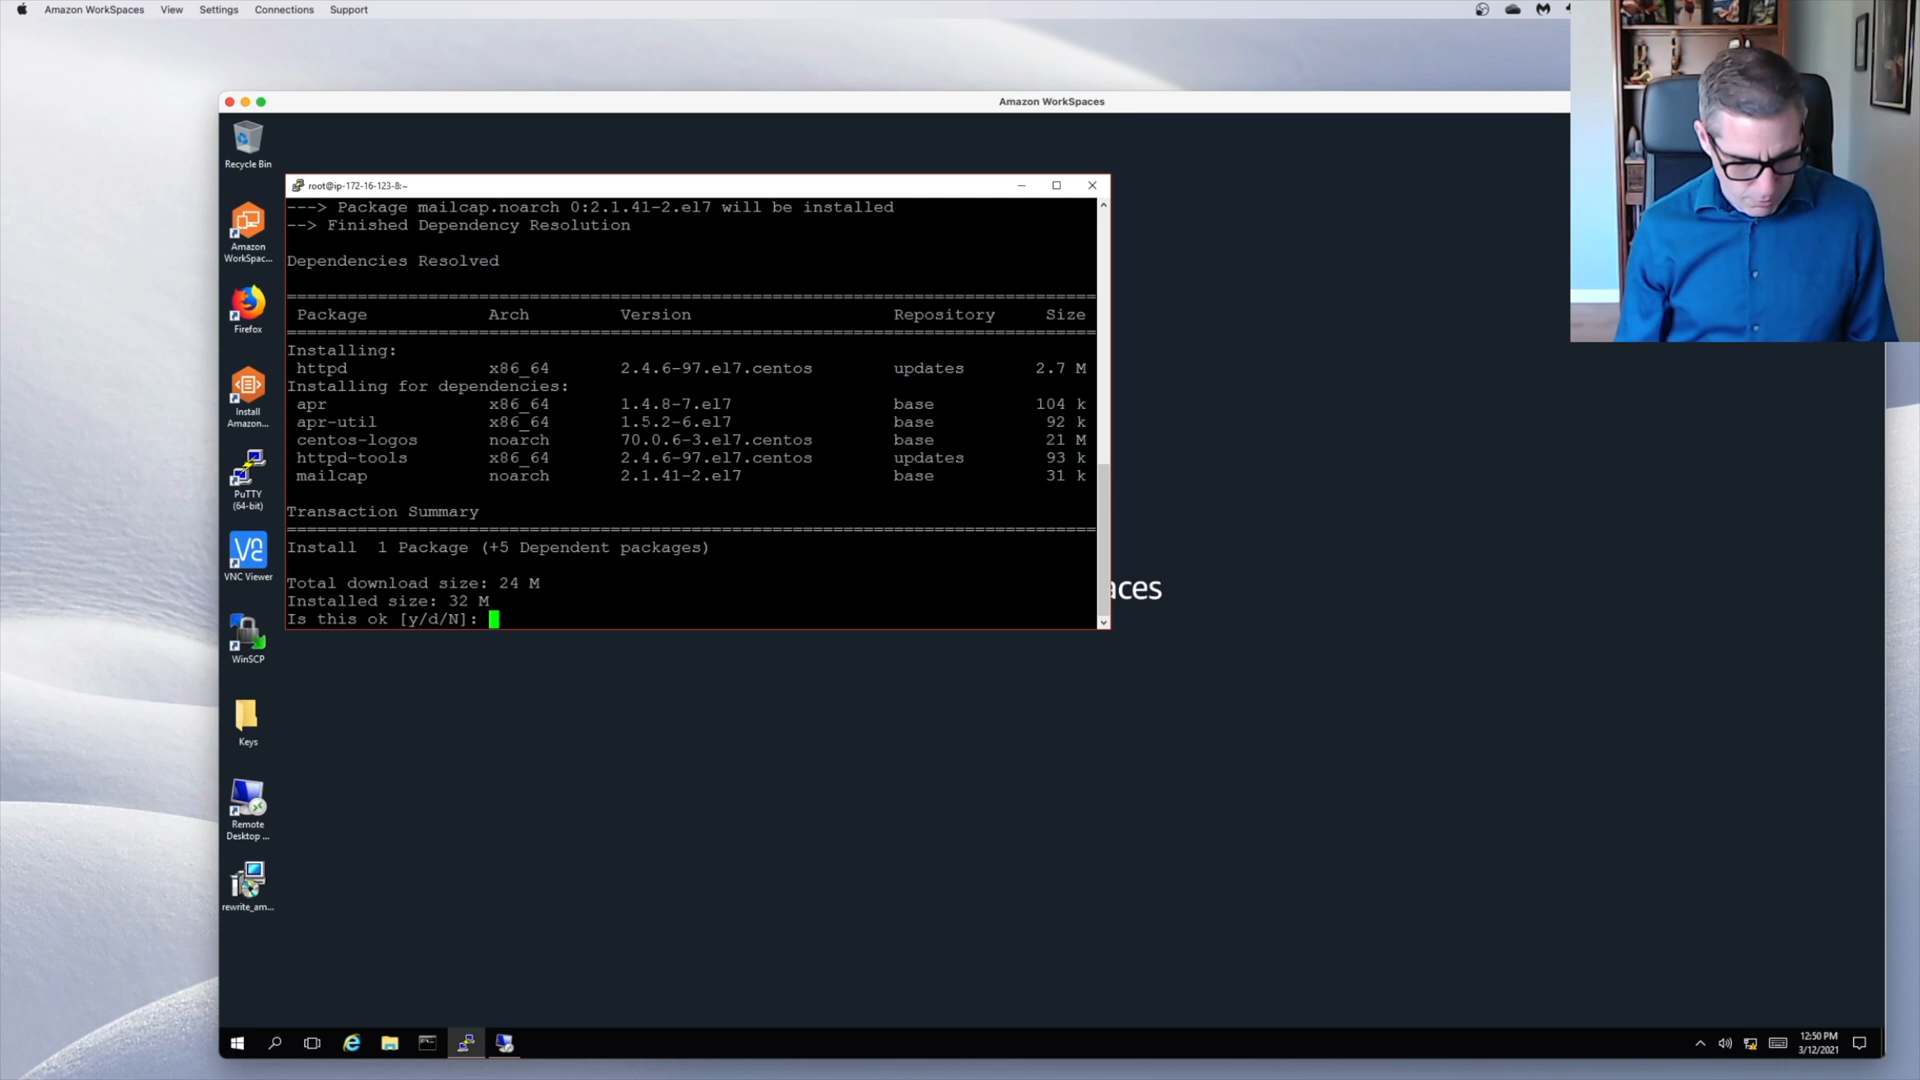 Amazon WorkSpaces View Settings Connections Support
Amazon WorkSpaces
Recycle Bin
Amazon
WorkSpac...
Firefox
Install
Amazon...
PuTTY
(64-bit)
VNC Viewer
WinSCP
Keys
Remote
Desktop ...
rewrite_am...
root@ip-172-16-123-8:~
---> Package mailcap.noarch 0:2.1.41-2.el7 will be installed
--> Finished Dependency Resolution
Dependencies Resolved
================================================================================
Package Arch Version Repository Size
================================================================================
Installing:
httpd x86_64 2.4.6-97.el7.centos updates 2.7 M
Installing for dependencies:
apr x86_64 1.4.8-7.el7 base 104 k
apr-util x86_64 1.5.2-6.el7 base 92 k
centos-logos noarch 70.0.6-3.el7.centos base 21 M
httpd-tools x86_64 2.4.6-97.el7.centos updates 93 k
mailcap noarch 2.1.41-2.el7 base 31 k
Transaction Summary
================================================================================
Install 1 Package (+5 Dependent packages)
Total download size: 24 M
Installed size: 32 M
Is this ok [y/d/N]:
aces
12:50 PM
3/12/2021